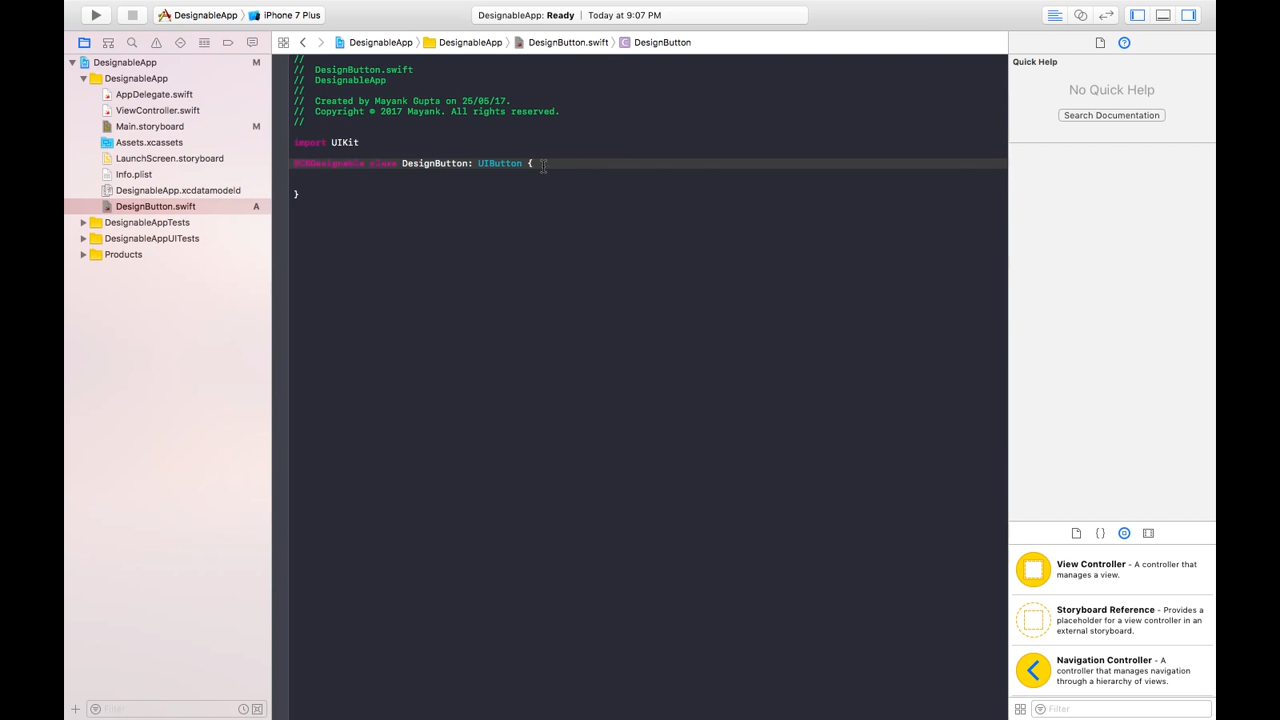 DesignableApp
iPhone 7 Plus
DesignableApp: Ready | Today at 9:07 PM
DesignableApp
DesignableApp
DesignButton.swift
DesignButton
DesignableApp M
DesignableApp
AppDelegate.swift
ViewController.swift
Main.storyboard M
Assets.xcassets
LaunchScreen.storyboard
Info.plist
DesignableApp.xcdatamodeld
DesignButton.swift A
DesignableAppTests
DesignableAppUITests
Products
Filter
//
// DesignButton.swift
// DesignableApp
//
// Created by Mayank Gupta on 25/05/17.
// Copyright © 2017 Mayank. All rights reserved.
//
import UIKit
@IBDesignable class DesignButton: UIButton {
}
Quick Help
No Quick Help
Search Documentation
View Controller - A controller that
manages a view.
Storyboard Reference - Provides a
placeholder for a view controller in an
external storyboard.
Navigation Controller - A
controller that manages navigation
through a hierarchy of views.
Filter